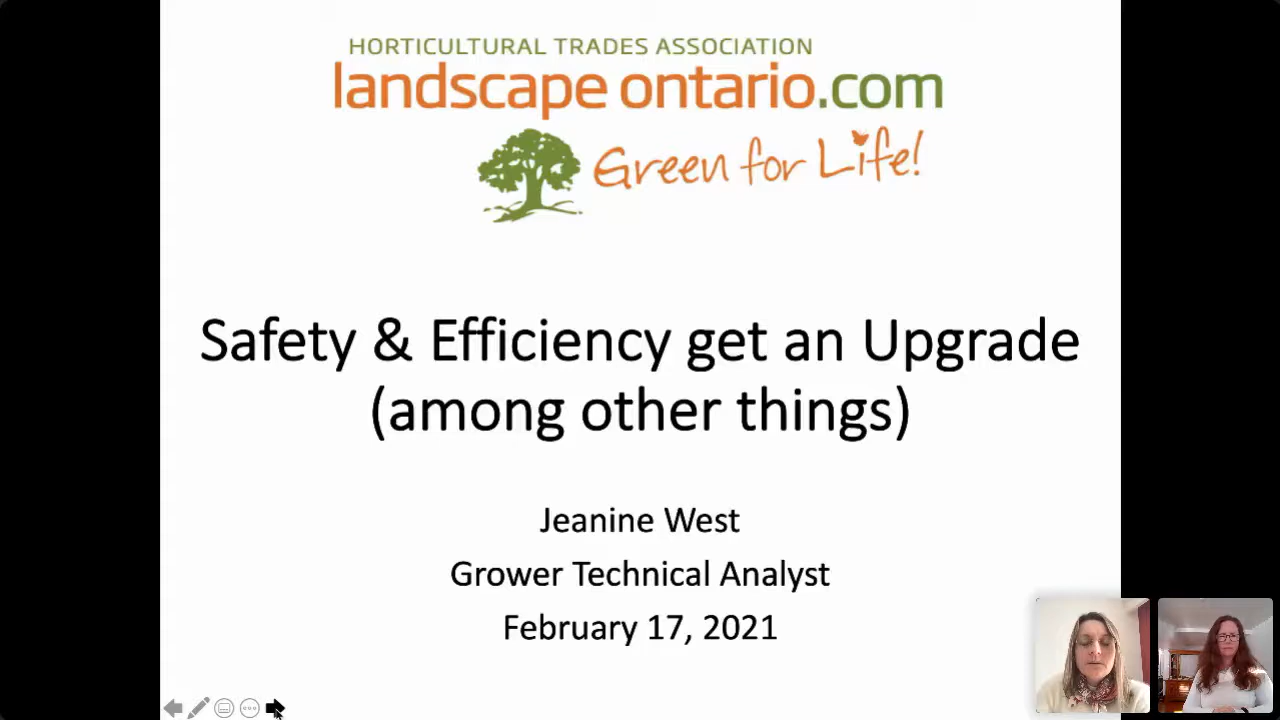 HORTICULTURAL TRADES ASSOCIATION
landscape ontario.com
Green for Life!
Safety & Efficiency get an Upgrade
(among other things)
Jeanine West
Grower Technical Analyst
February 17, 2021